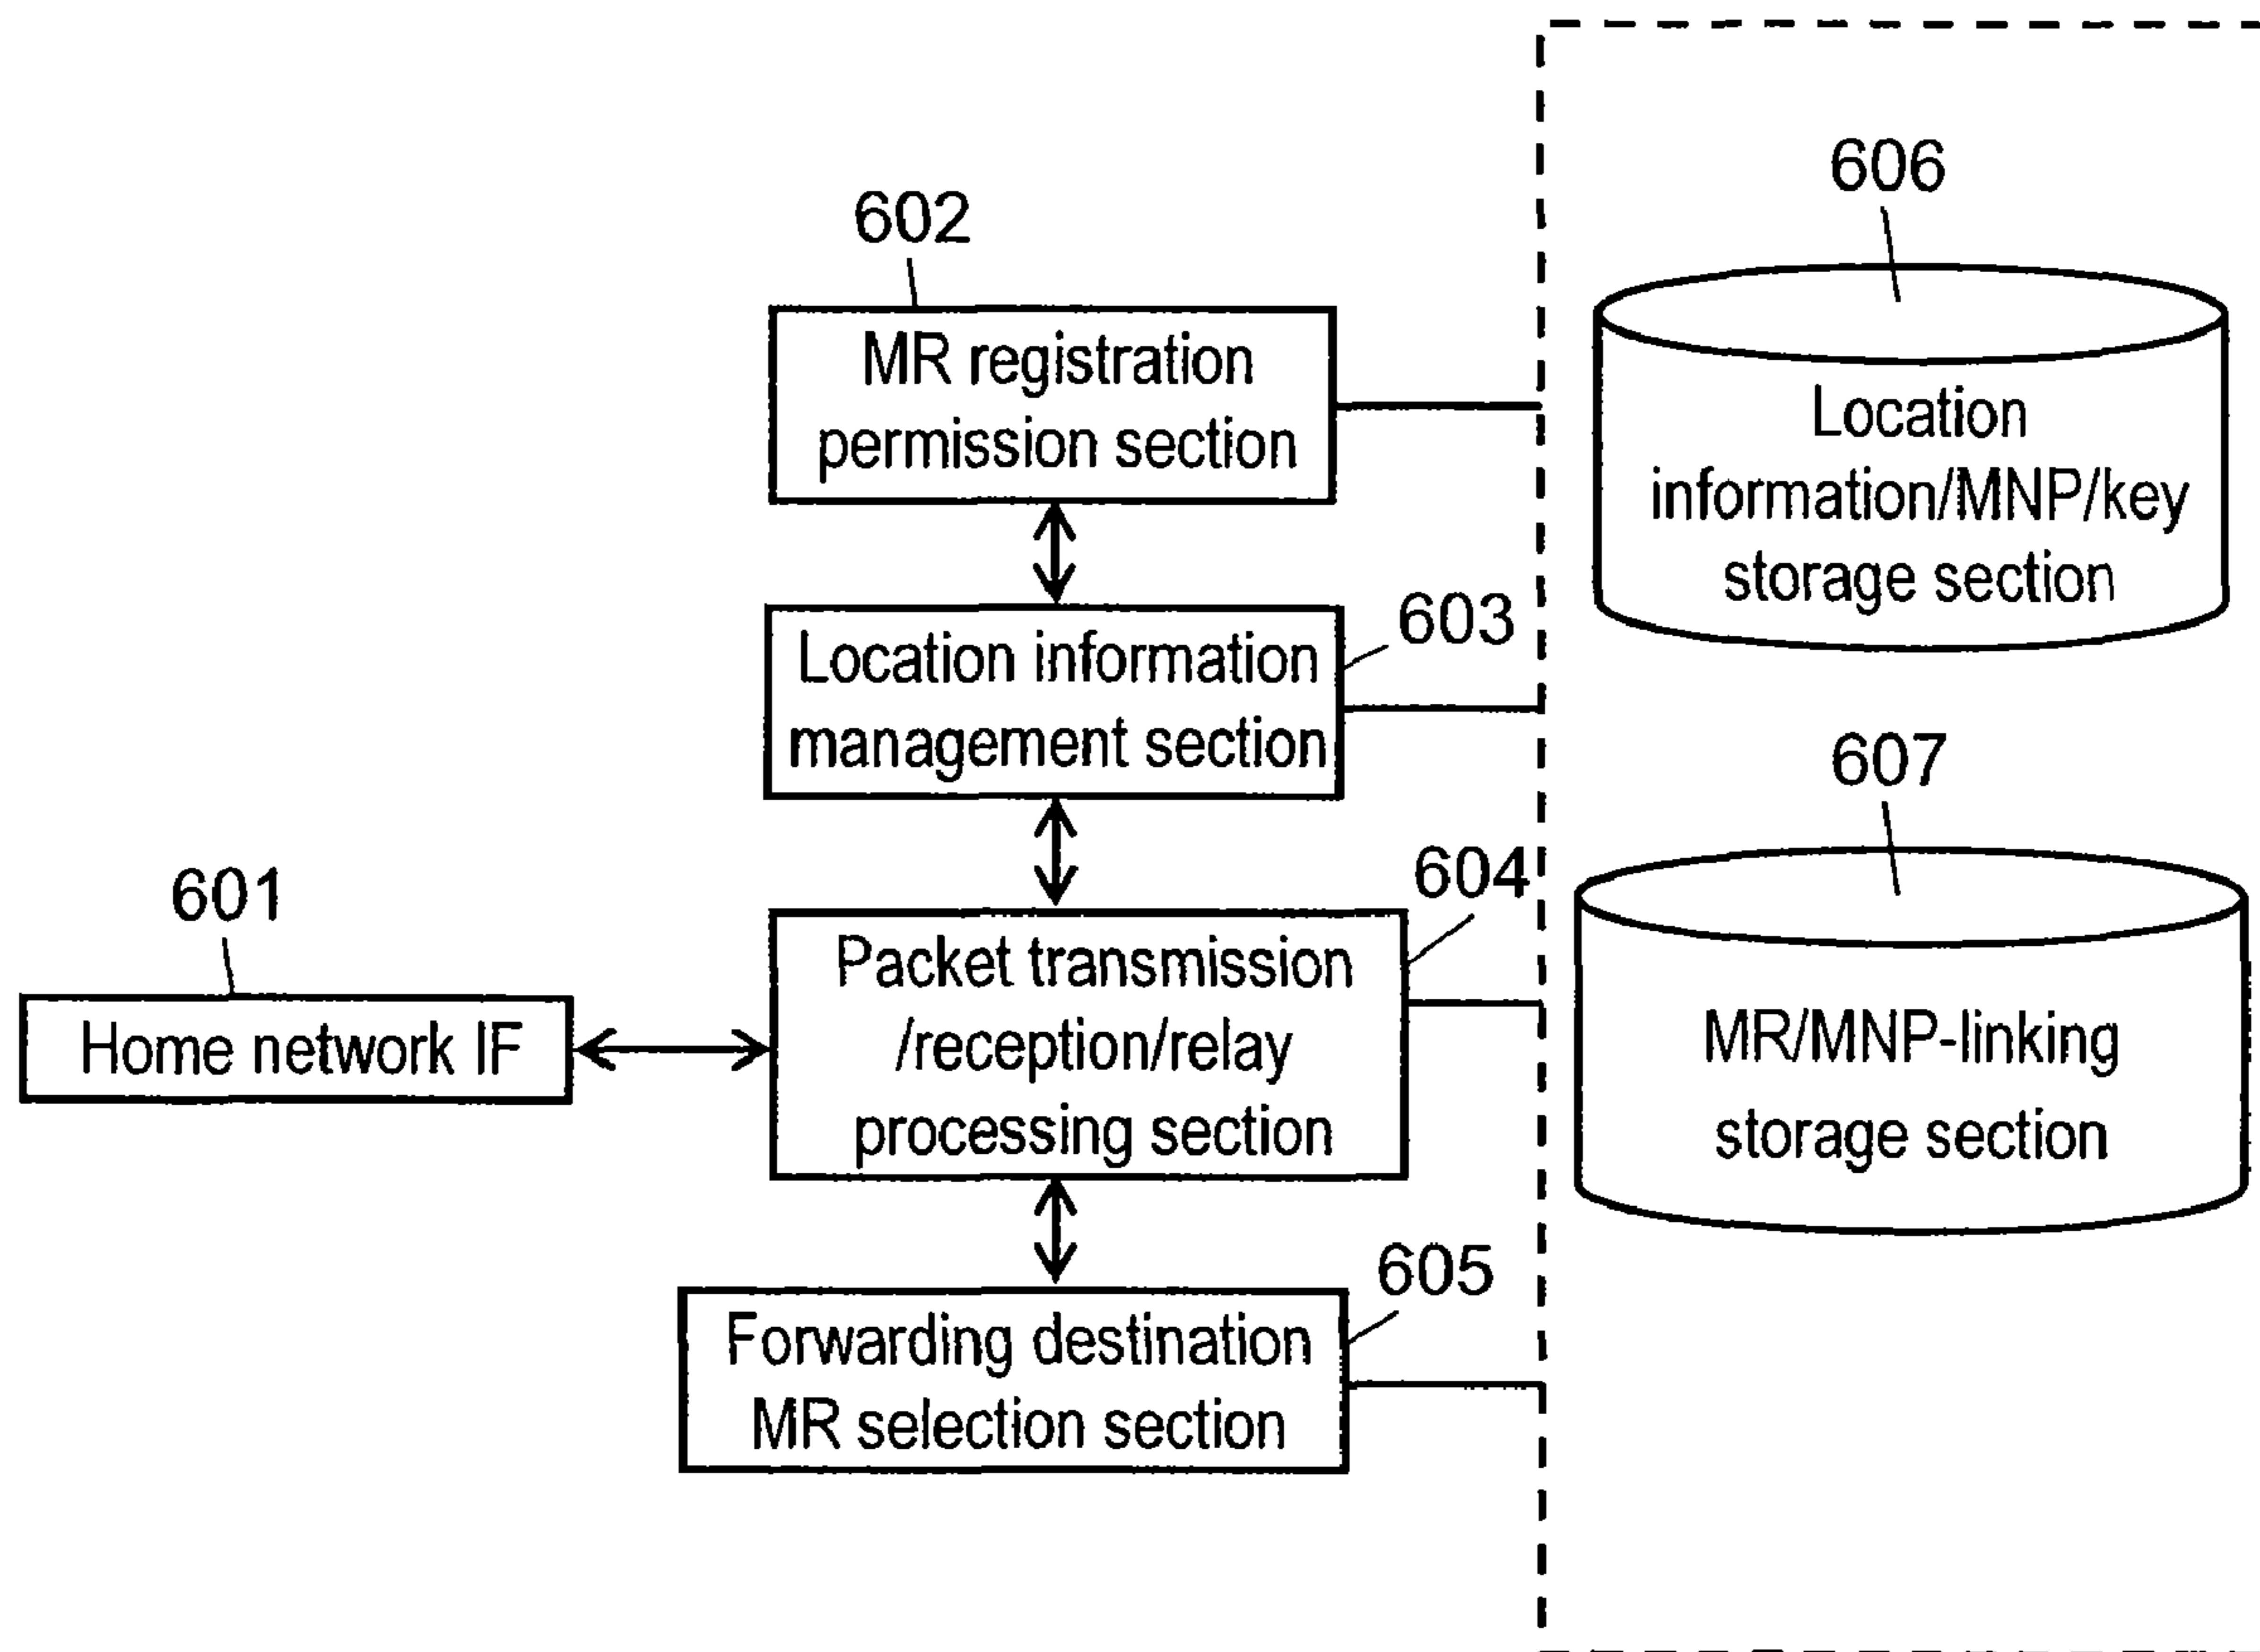 606
602
MR registration
permission section
Location
information/MNP/key
storage section
603
Location information
management section
607
604
601
Packet transmission
/reception/relay
processing section
Home network IF
MR/MNP-linking
storage section
605
Forwarding destination
MR selection section